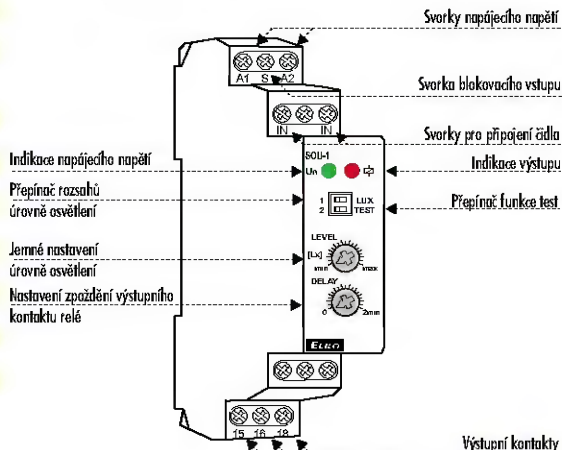 Svorky napájecího napětí
A1 S A2
Svorka blokovacího vstupu
IN IN
Svorky pro připojení čidla
SOU-1
Indikace napájecího napětí
Un
Indikace výstupu
Přepínač rozsahů
úrovně osvětlení
1 LUX
2 TEST
Přepínač funkce test
LEVEL
Jemné nastavení
úrovně osvětlení
[Lx]
min max
DELAY
Nastavení zpoždění výstupního
kontaktu relé
0 2min
ELKO
15 16 18
Výstupní kontakty